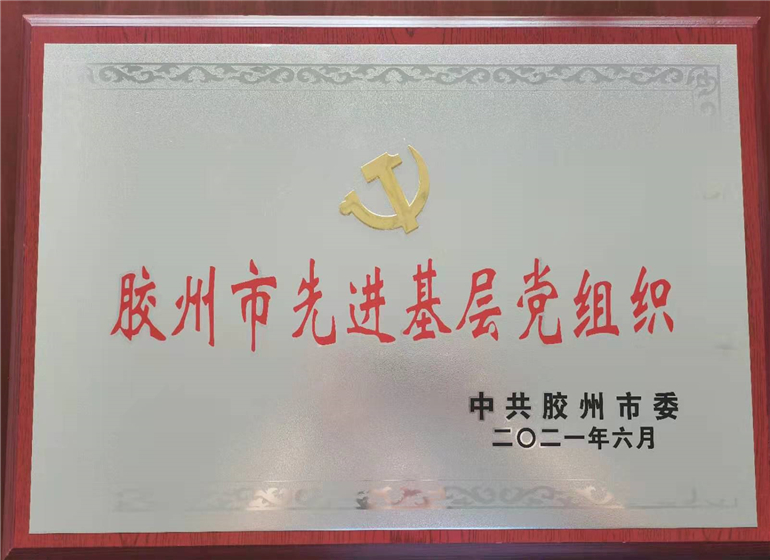 胶州市先进基层党组织
中共胶州市委
二〇二一年六月